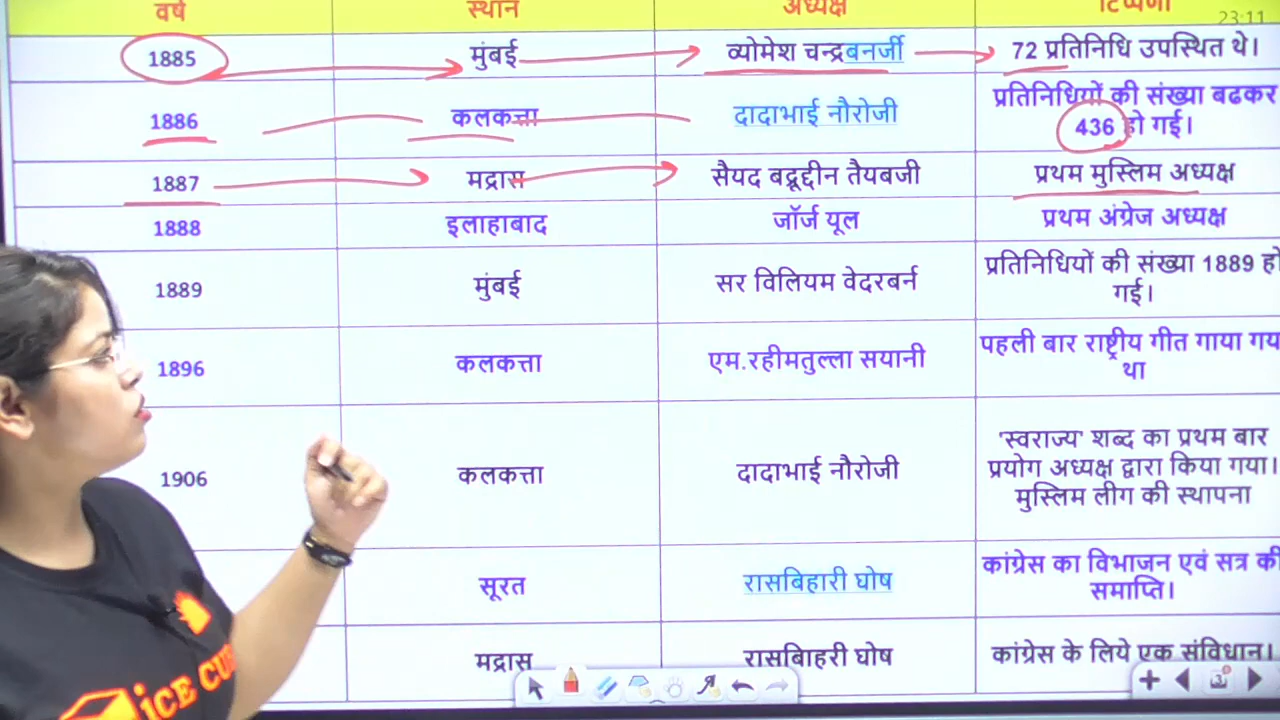 वर्ष स्थान अध्यक्ष टिप्पणी
23:11
1885 मुंबई व्योमेश चन्द्रबनर्जी 72 प्रतिनिधि उपस्थित थे।
1886 कलकत्ता दादाभाई नौरोजी प्रतिनिधियों की संख्या बढकर
436 हो गई।
1887 मद्रास सैयद बद्रूद्दीन तैयबजी प्रथम मुस्लिम अध्यक्ष
1888 इलाहाबाद जॉर्ज यूल प्रथम अंग्रेज अध्यक्ष
1889 मुंबई सर विलियम वेदरबर्न प्रतिनिधियों की संख्या 1889 हो
गई।
1896 कलकत्ता एम.रहीमतुल्ला सयानी पहली बार राष्ट्रीय गीत गाया गया
था
1906 कलकत्ता दादाभाई नौरोजी 'स्वराज्य' शब्द का प्रथम बार
प्रयोग अध्यक्ष द्वारा किया गया।
मुस्लिम लीग की स्थापना
सूरत रासबिहारी घोष कांग्रेस का विभाजन एवं सत्र की
समाप्ति।
मद्रास रासबिाहरी घोष कांग्रेस के लिये एक संविधान।
3